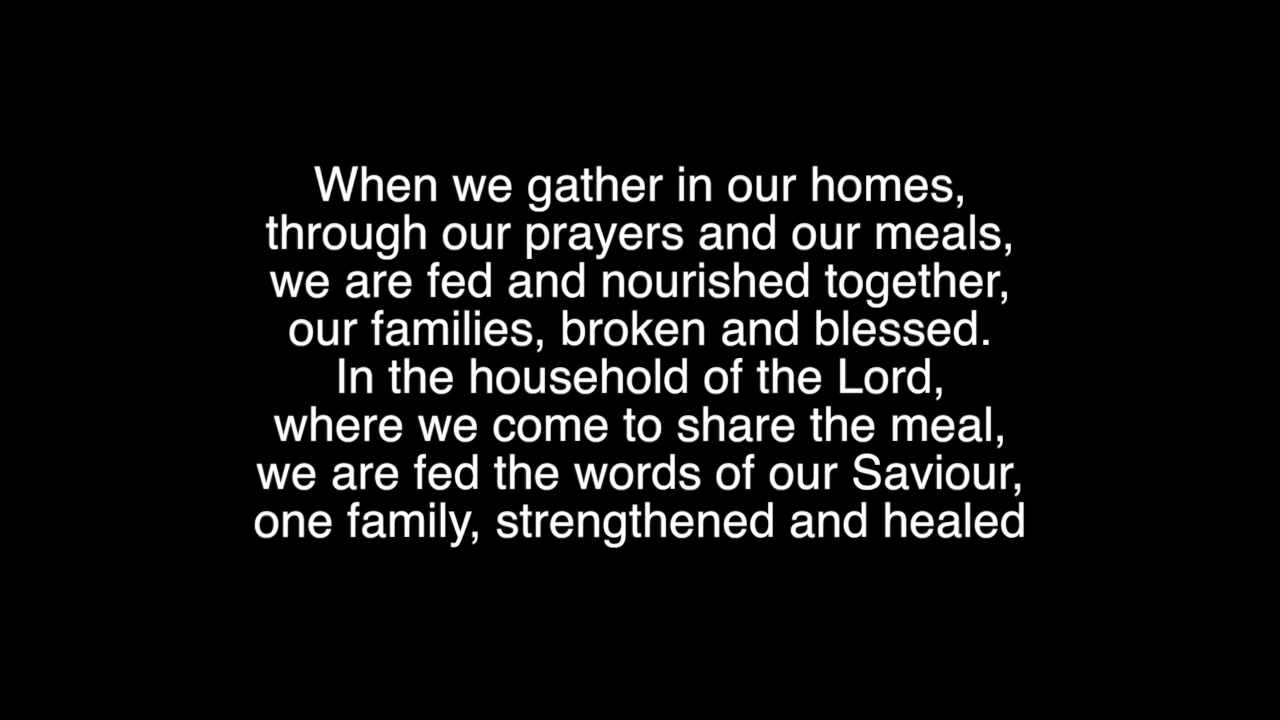 When we gather in our homes,
through our prayers and our meals,
we are fed and nourished together,
our families, broken and blessed.
In the household of the Lord,
where we come to share the meal,
we are fed the words of our Saviour,
one family, strengthened and healed